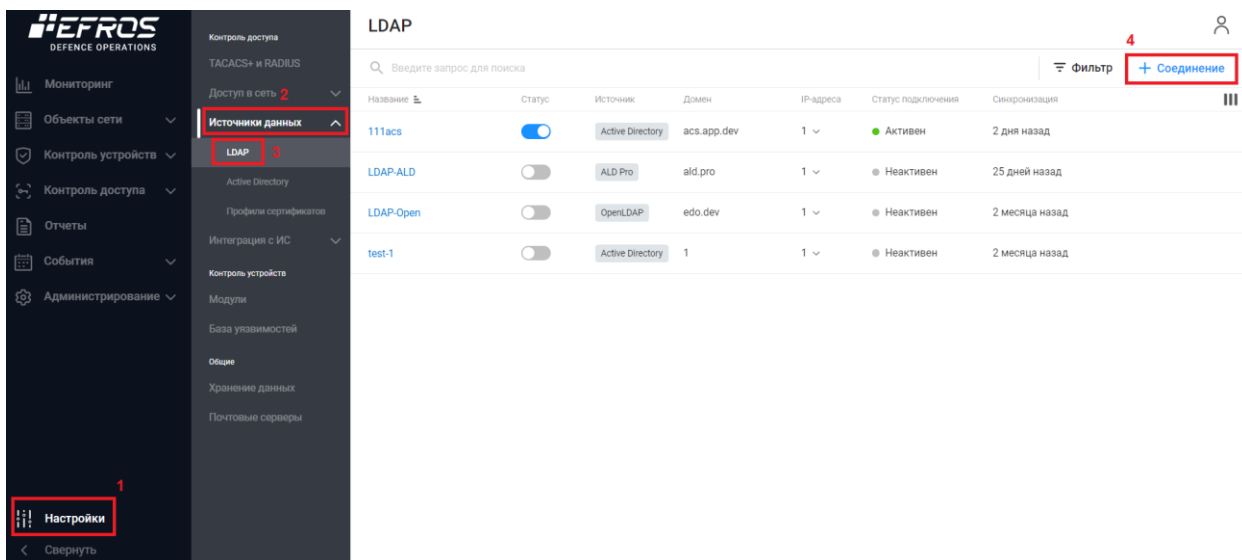 EFROS
DEFENCE OPERATIONS
Мониторинг
Объекты сети
Контроль устройств
Контроль доступа
Отчеты
События
Администрирование
1
Настройки
Свернуть
Контроль доступа
TACACS+ и RADIUS
Доступ в сеть 2
Источники данных
LDAP 3
Active Directory
Профили сертификатов
Интеграция с ИС
Контроль устройств
Модули
База уязвимостей
Общие
Хранение данных
Почтовые серверы
LDAP
4
Введите запрос для поиска Фильтр + Соединение
Название Статус Источник Домен IP-адреса Статус подключения Синхронизация
111acs Active Directory acs.app.dev 1 Активен 2 дня назад
LDAP-ALD ALD Pro ald.pro 1 Неактивен 25 дней назад
LDAP-Open OpenLDAP edo.dev 1 Неактивен 2 месяца назад
test-1 Active Directory 1 1 Неактивен 2 месяца назад